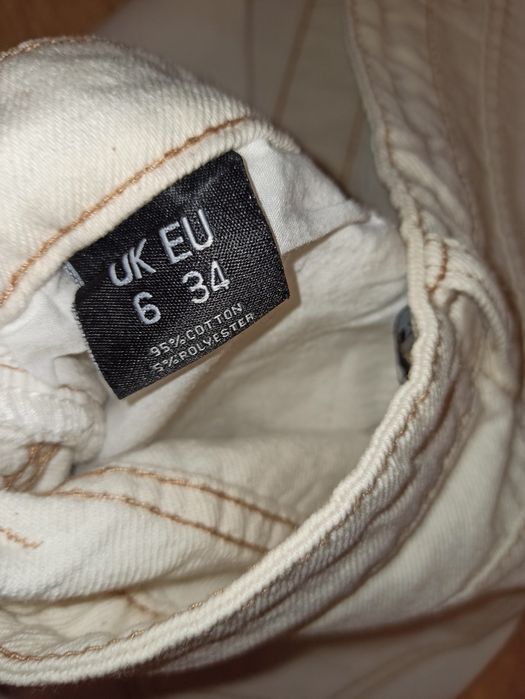 UK EU
6 34
95%COTTON
5%POLYESTER